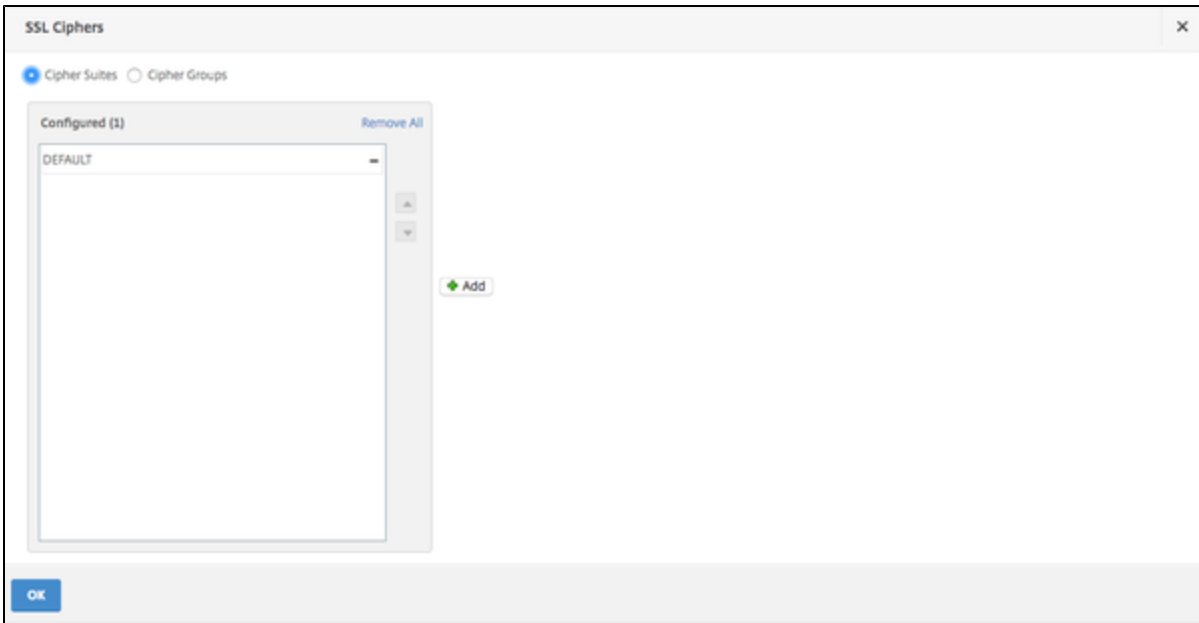 SSL Ciphers
Cipher Suites Cipher Groups
Configured (1) Remove All
DEFAULT
Add
OK